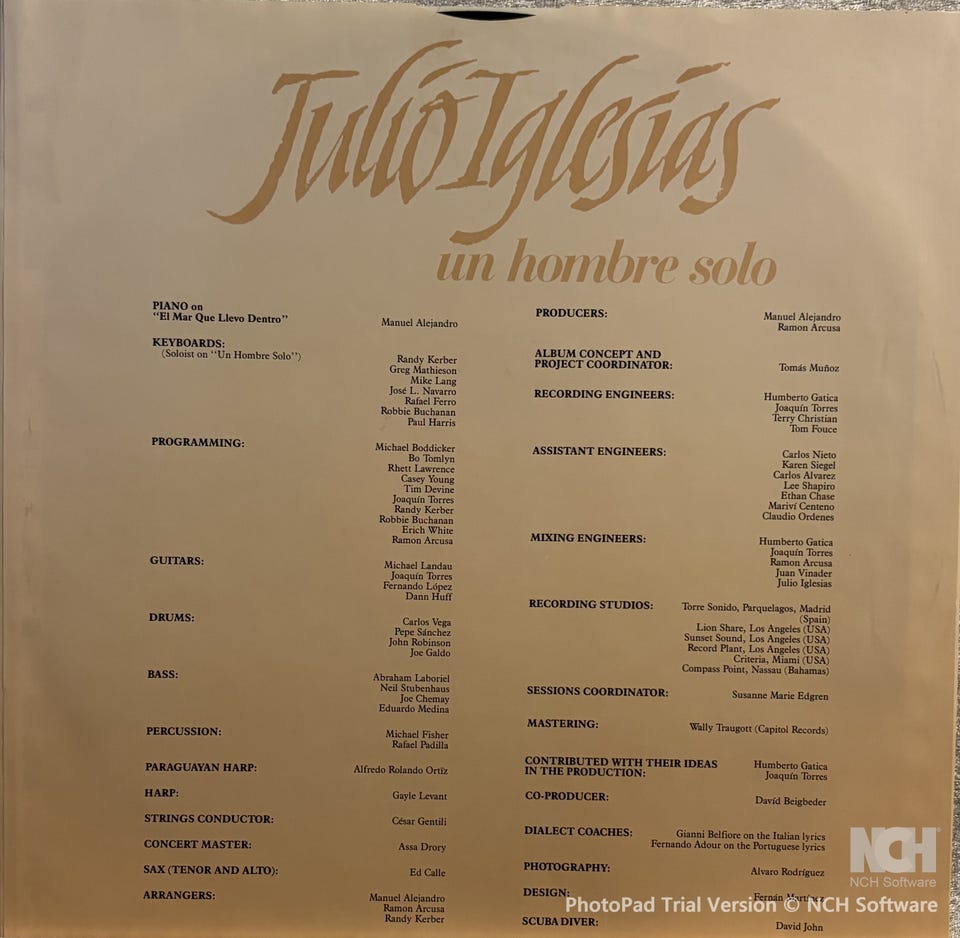 Julio Iglesias
un hombre solo
PIANO on
"El Mar Que Llevo Dentro"
Manuel Alejandro
KEYBOARDS:
(Soloist on "Un Hombre Solo")
Randy Kerber
Greg Mathieson
Mike Lang
José L. Navarro
Rafael Ferro
Robbie Buchanan
Paul Harris
PROGRAMMING:
Michael Boddicker
Bo Tomlyn
Rhett Lawrence
Casey Young
Tim Devine
Joaquín Torres
Randy Kerber
Robbie Buchanan
Erich White
Ramon Arcusa
GUITARS:
Michael Landau
Joaquín Torres
Fernando López
Dann Huff
DRUMS:
Carlos Vega
Pepe Sánchez
John Robinson
Joe Galdo
BASS:
Abraham Laboriel
Neil Stubenhaus
Joe Chemay
Eduardo Medina
PERCUSSION:
Michael Fisher
Rafael Padilla
PARAGUAYAN HARP:
Alfredo Rolando Ortíz
HARP:
Gayle Levant
STRINGS CONDUCTOR:
César Gentili
CONCERT MASTER:
Assa Drory
SAX (TENOR AND ALTO):
Ed Calle
ARRANGERS:
Manuel Alejandro
Ramon Arcusa
Randy Kerber
PRODUCERS:
Manuel Alejandro
Ramon Arcusa
ALBUM CONCEPT AND
PROJECT COORDINATOR:
Tomás Muñoz
RECORDING ENGINEERS:
Humberto Gatica
Joaquín Torres
Terry Christian
Tom Fouce
ASSISTANT ENGINEERS:
Carlos Nieto
Karen Siegel
Carlos Alvarez
Lee Shapiro
Ethan Chase
Mariví Centeno
Claudio Ordenes
MIXING ENGINEERS:
Humberto Gatica
Joaquín Torres
Ramon Arcusa
Juan Vinader
Julio Iglesias
RECORDING STUDIOS:
Torre Sonido, Parquelagos, Madrid
(Spain)
Lion Share, Los Angeles (USA)
Sunset Sound, Los Angeles (USA)
Record Plant, Los Angeles (USA)
Criteria, Miami (USA)
Compass Point, Nassau (Bahamas)
SESSIONS COORDINATOR:
Susanne Marie Edgren
MASTERING:
Wally Traugott (Capitol Records)
CONTRIBUTED WITH THEIR IDEAS
IN THE PRODUCTION:
Humberto Gatica
Joaquín Torres
CO-PRODUCER:
David Beigbeder
DIALECT COACHES:
Gianni Belfiore on the Italian lyrics
Fernando Adour on the Portuguese lyrics
PHOTOGRAPHY:
Alvaro Rodríguez
DESIGN:
Fernán Martínez
SCUBA DIVER:
David John
NCH
NCH Software
PhotoPad Trial Version © NCH Software